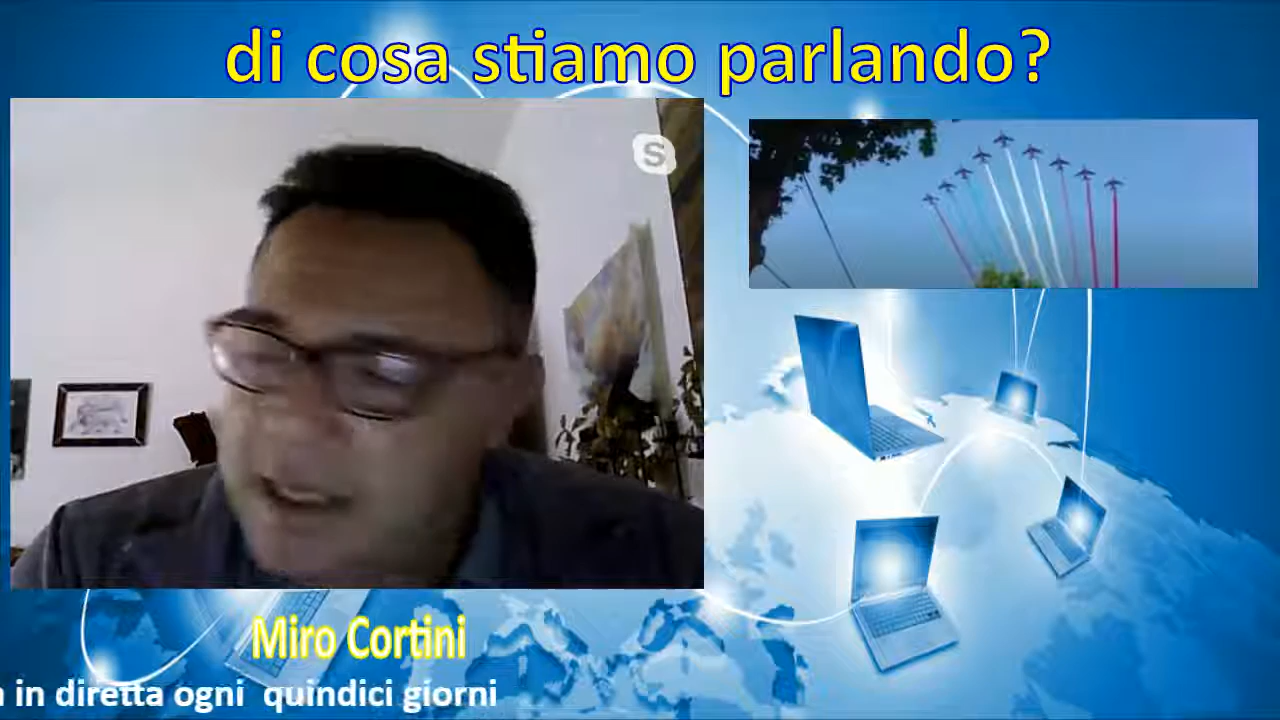 di cosa stiamo parlando?
S
Miro Cortini
a in diretta ogni quindici giorni